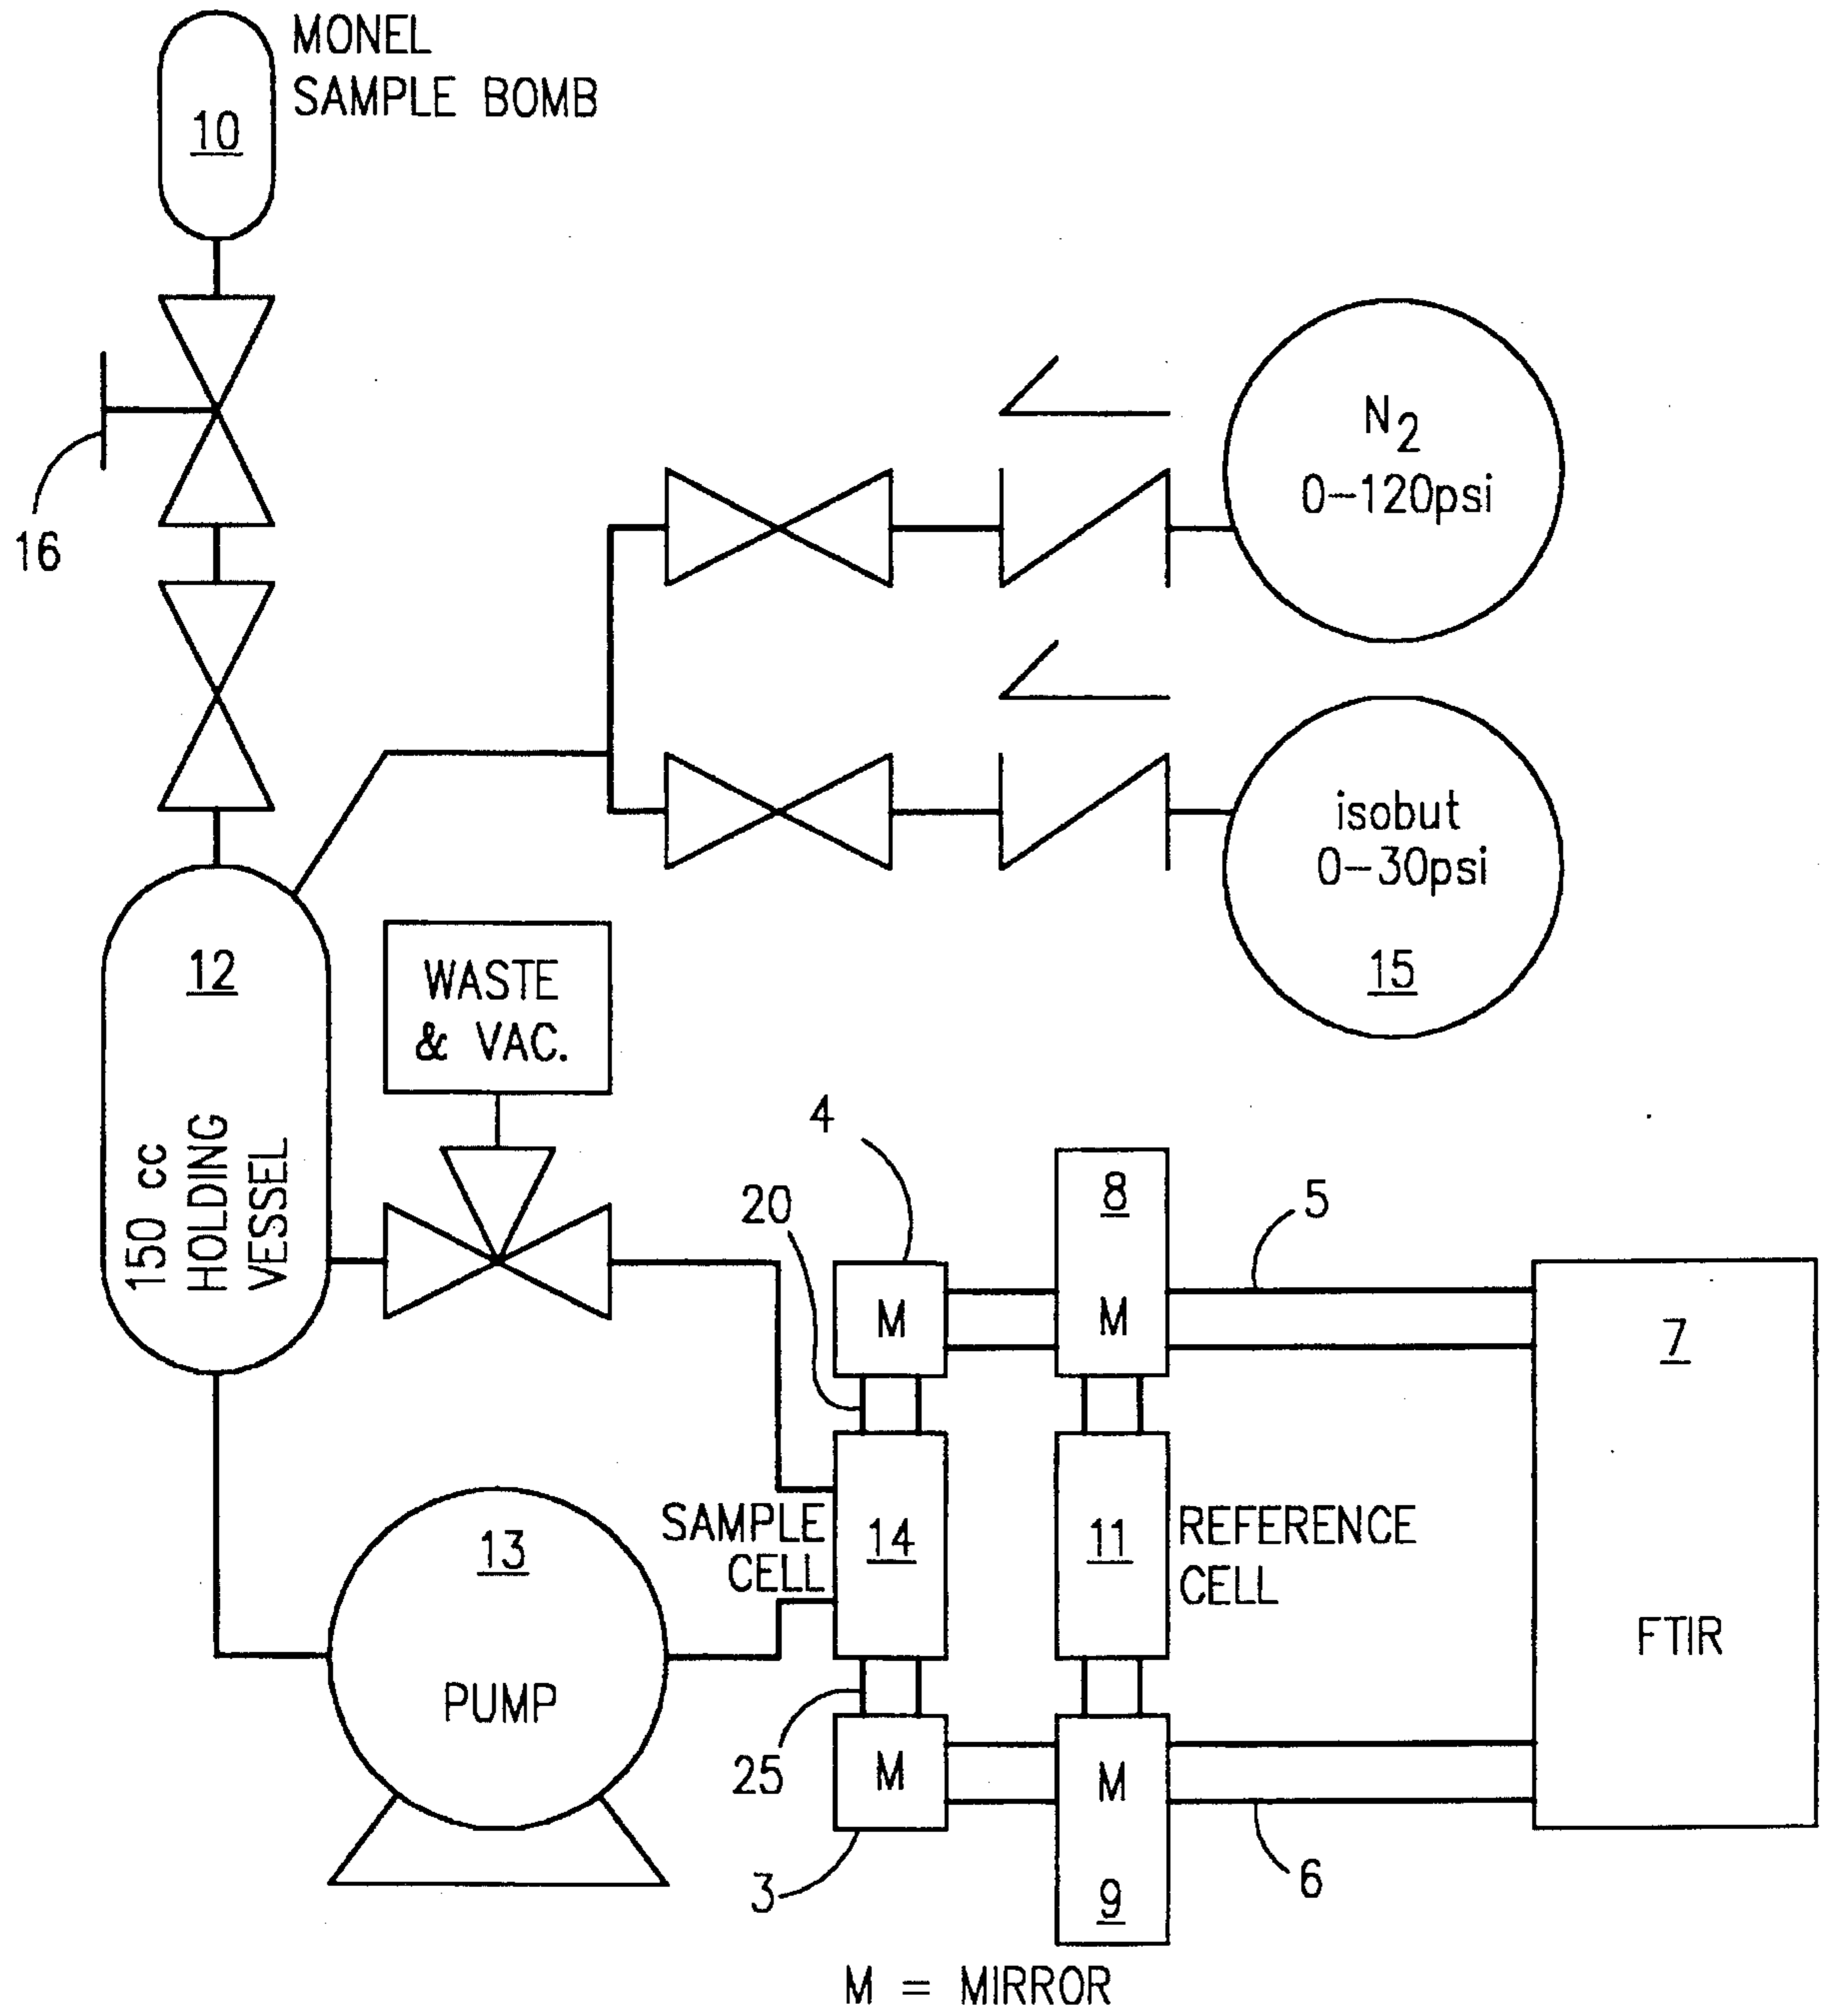 MONEL
SAMPLE BOMB
10
16
N2
0-120psi
isobut
0-30psi
15
12
150 cc
HOLDING
VESSEL
WASTE
& VAC.
4
20
8
5
M
M
7
13
PUMP
SAMPLE
CELL
14
11
REFERENCE
CELL
FTIR
25
M
M
3
9
6
M = MIRROR